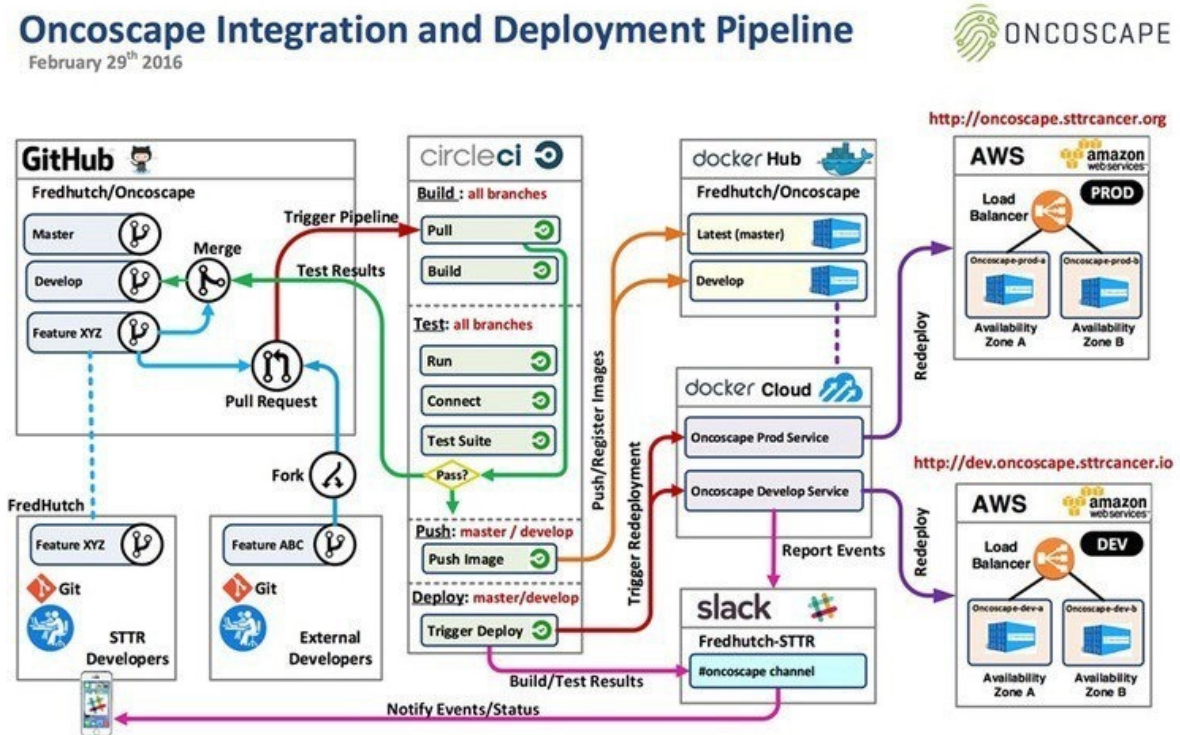 Oncoscape Integration and Deployment Pipeline
February 29th 2016
ONCOSCAPE
GitHub
Fredhutch/Oncoscape
Master
Develop
Feature XYZ
Merge
Pull Request
Trigger Pipeline
Test Results
Fork
FredHutch
Feature XYZ
Git
STTR
Developers
Feature ABC
Git
External
Developers
circleci
Build : all branches
Pull
Build
Test: all branches
Run
Connect
Test Suite
Pass?
Push: master / develop
Push Image
Deploy: master/develop
Trigger Deploy
Push/Register Images
Trigger Redeployment
Build/Test Results
Notify Events/Status
docker Hub
Fredhutch/Oncoscape
Latest (master)
Develop
docker Cloud
Oncoscape Prod Service
Oncoscape Develop Service
Report Events
slack
Fredhutch-STTR
#oncoscape channel
Redeploy
Redeploy
http://oncoscape.sttrcancer.org
AWS
amazon
webservices
Load
Balancer
PROD
Oncoscape-prod-a
Oncoscape-prod-b
Availability
Zone A
Availability
Zone B
http://dev.oncoscape.sttrcancer.io
AWS
amazon
webservices
Load
Balancer
DEV
Oncoscape-dev-a
Oncoscape-dev-b
Availability
Zone A
Availability
Zone B